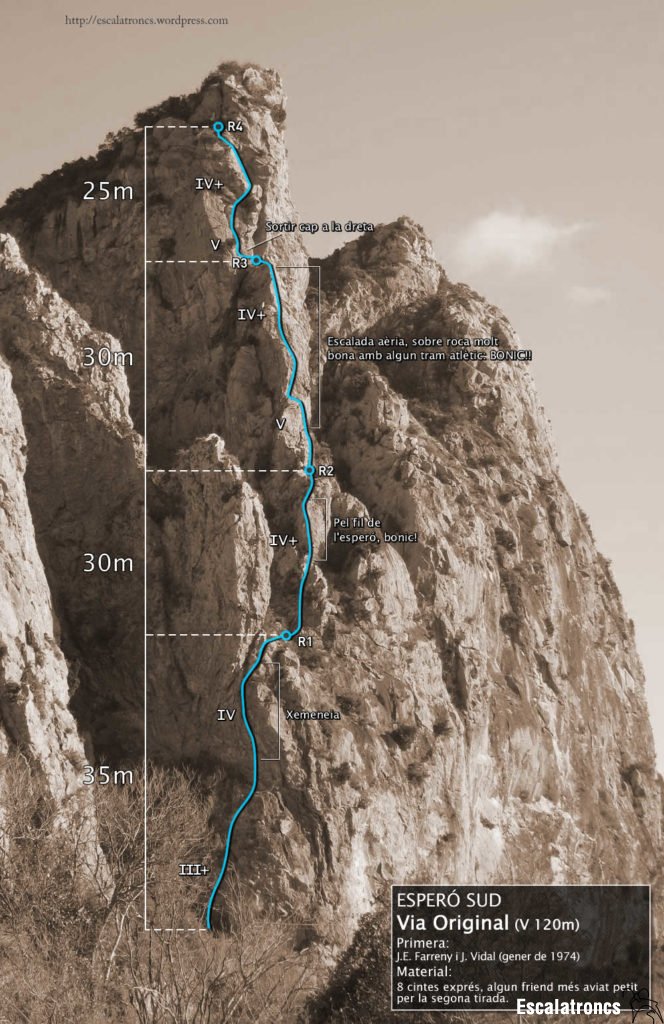 http://escalatroncs.wordpress.com
R4
25m
IV+
Sortir cap a la dreta
V
R3
IV+
Escalada aèria, sobre roca molt
bona amb algun tram atlètic. BONIC!!
30m
V
R2
Pel fil de
l'esperó, bonic!
IV+
30m
R1
IV
Xemeneia
35m
III+
ESPERÓ SUD
Via Original (V 120m)
Primera:
J.E. Farreny i J. Vidal (gener de 1974)
Material:
8 cintes exprés, algun friend més aviat petit
per la segona tirada.
Escalatroncs